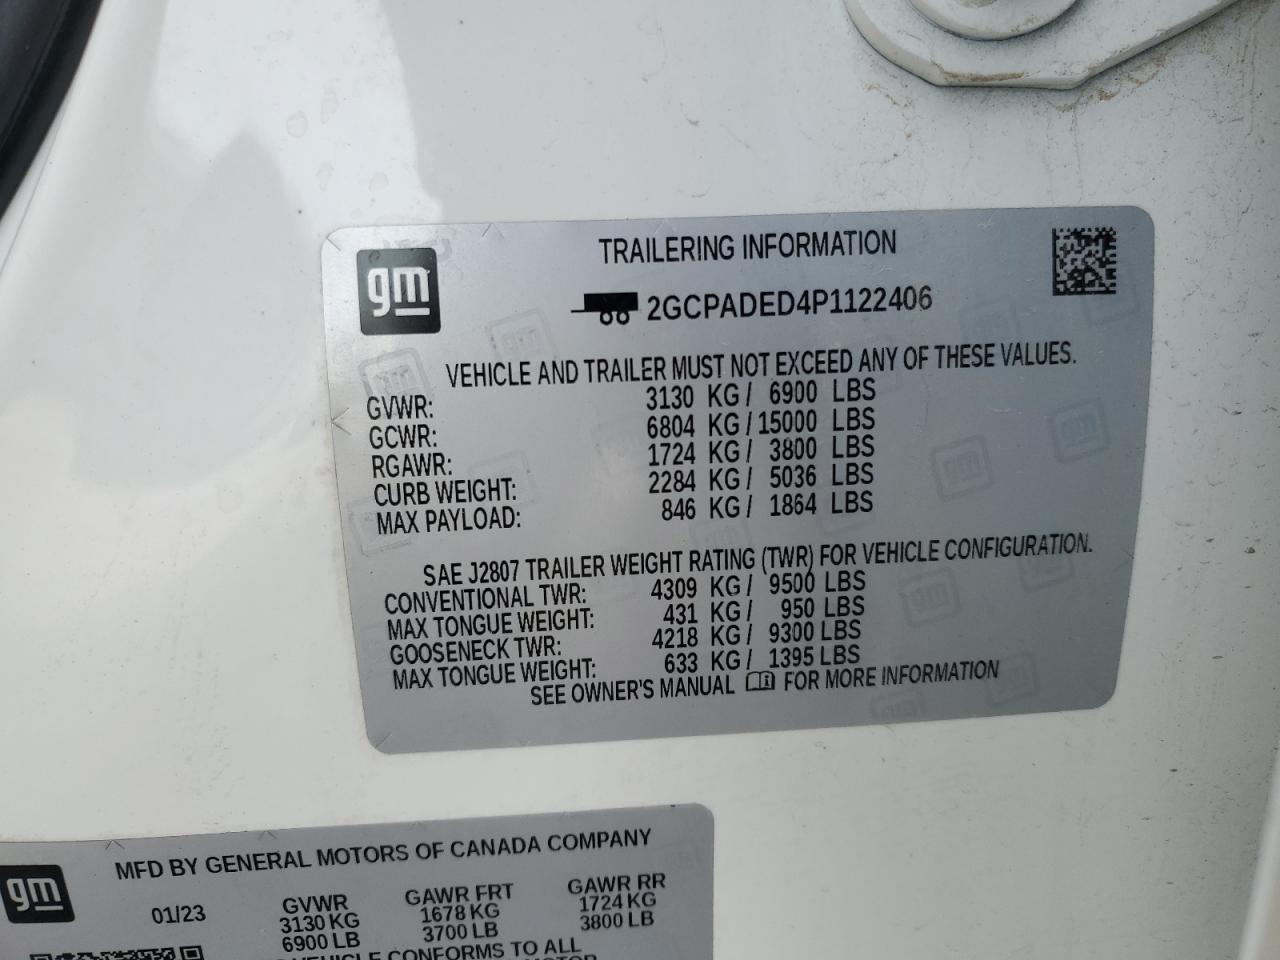 gm
TRAILERING INFORMATION
2GCPADED4P1122406
VEHICLE AND TRAILER MUST NOT EXCEED ANY OF THESE VALUES.
GVWR: 3130 KG / 6900 LBS
GCWR: 6804 KG / 15000 LBS
RGAWR: 1724 KG / 3800 LBS
CURB WEIGHT: 2284 KG / 5036 LBS
MAX PAYLOAD: 846 KG / 1864 LBS
SAE J2807 TRAILER WEIGHT RATING (TWR) FOR VEHICLE CONFIGURATION.
CONVENTIONAL TWR: 4309 KG / 9500 LBS
MAX TONGUE WEIGHT: 431 KG / 950 LBS
GOOSENECK TWR: 4218 KG / 9300 LBS
MAX TONGUE WEIGHT: 633 KG / 1395 LBS
SEE OWNER'S MANUAL FOR MORE INFORMATION
gm
MFD BY GENERAL MOTORS OF CANADA COMPANY
01/23 GVWR GAWR FRT GAWR RR
3130 KG 1678 KG 1724 KG
6900 LB 3700 LB 3800 LB
VEHICLE CONFORMS TO ALL
MOTOR